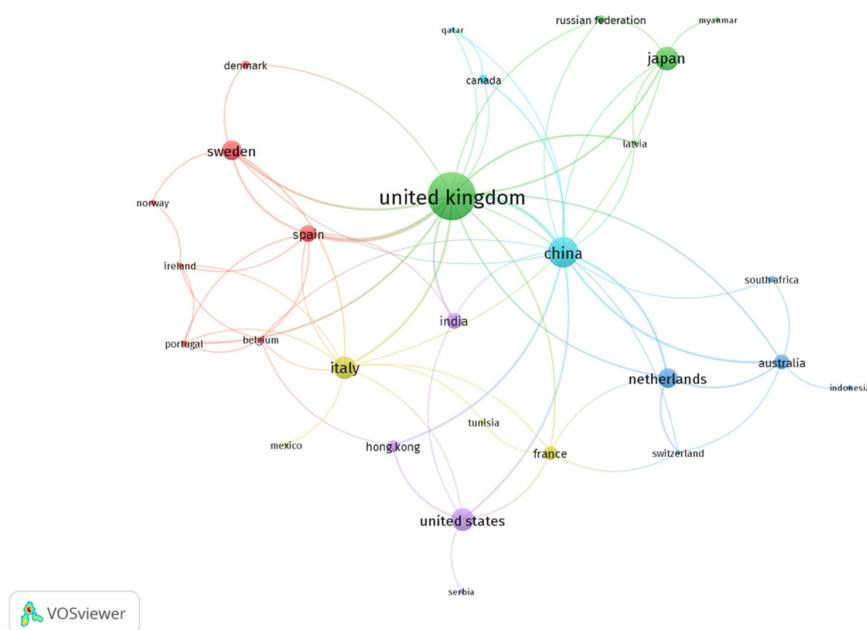 qatar
russian federation
myanmar
japan
denmark
canada
sweden
latvia
united kingdom
norway
spain
china
ireland
south africa
india
portugal
belgium
italy
australia
netherlands
indonesia
tunisia
mexico
hong kong
france
switzerland
united states
serbia
VOSviewer